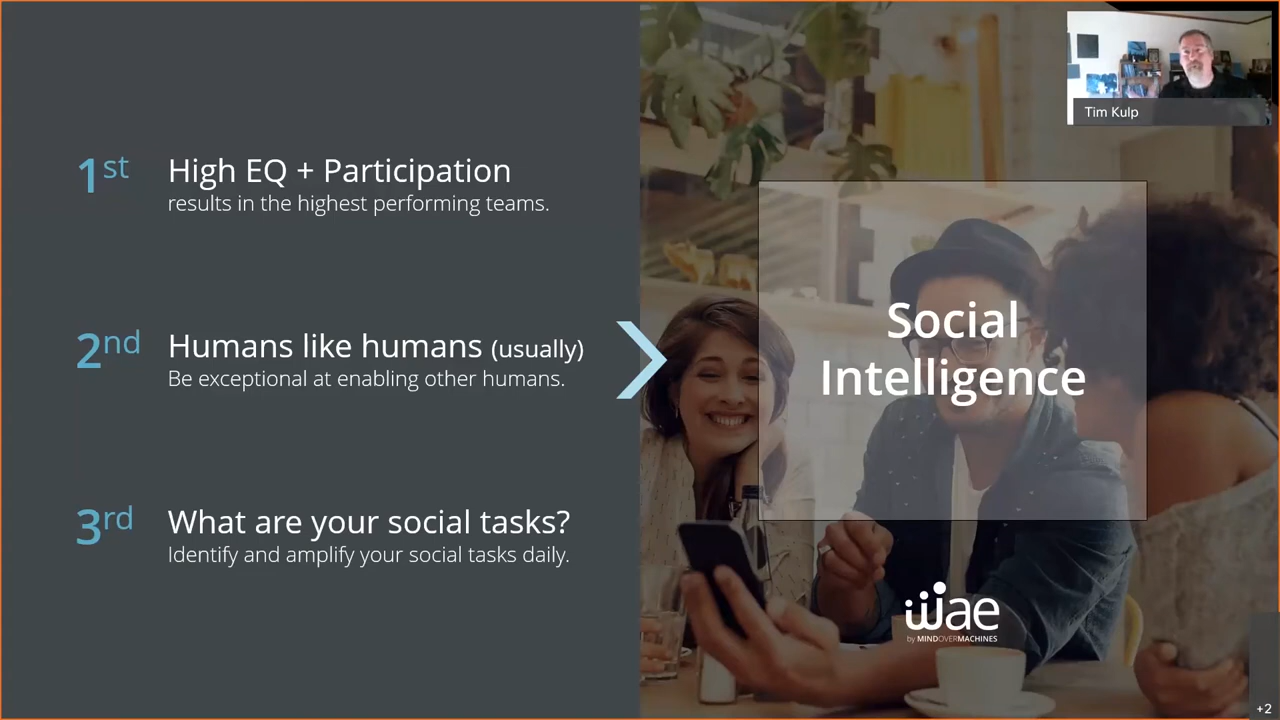 1st
High EQ + Participation
results in the highest performing teams.
2nd
Humans like humans (usually)
Be exceptional at enabling other humans.
3rd
What are your social tasks?
Identify and amplify your social tasks daily.
Tim Kulp
Social
Intelligence
wae
by MINDOVERMACHINES
+2